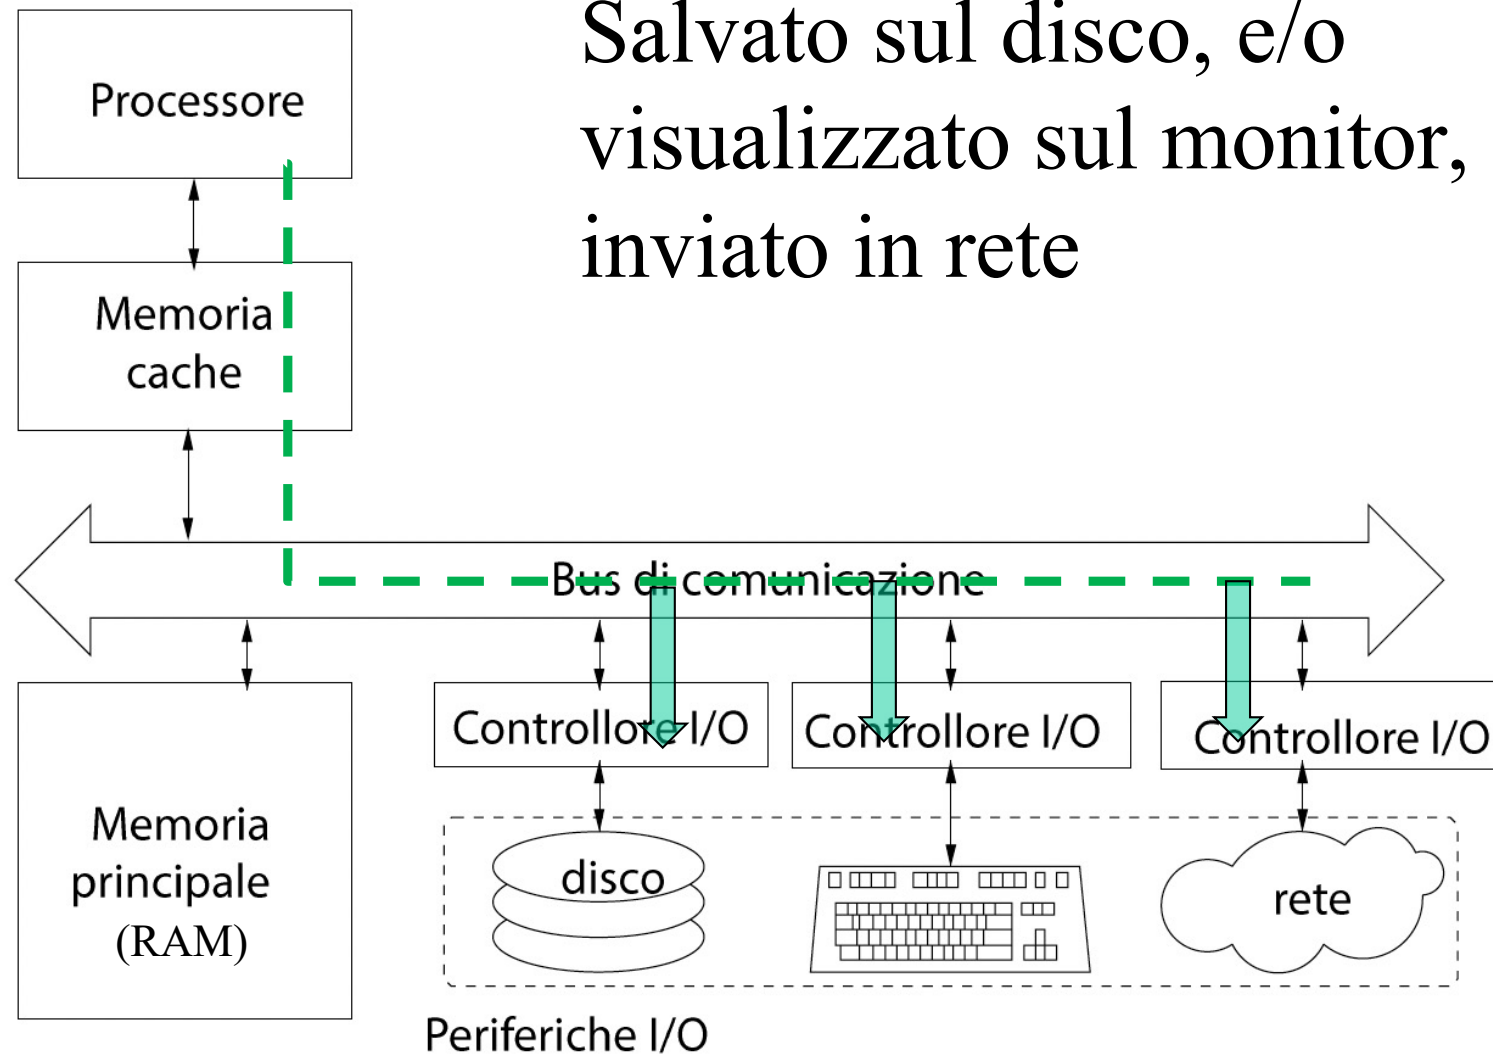 Salvato sul disco, e/o
visualizzato sul monitor,
inviato in rete
Processore
Memoria
cache
Bus di comunicazione
Controllore I/O
Controllore I/O
Controllore I/O
Memoria
principale
(RAM)
disco
rete
Periferiche I/O